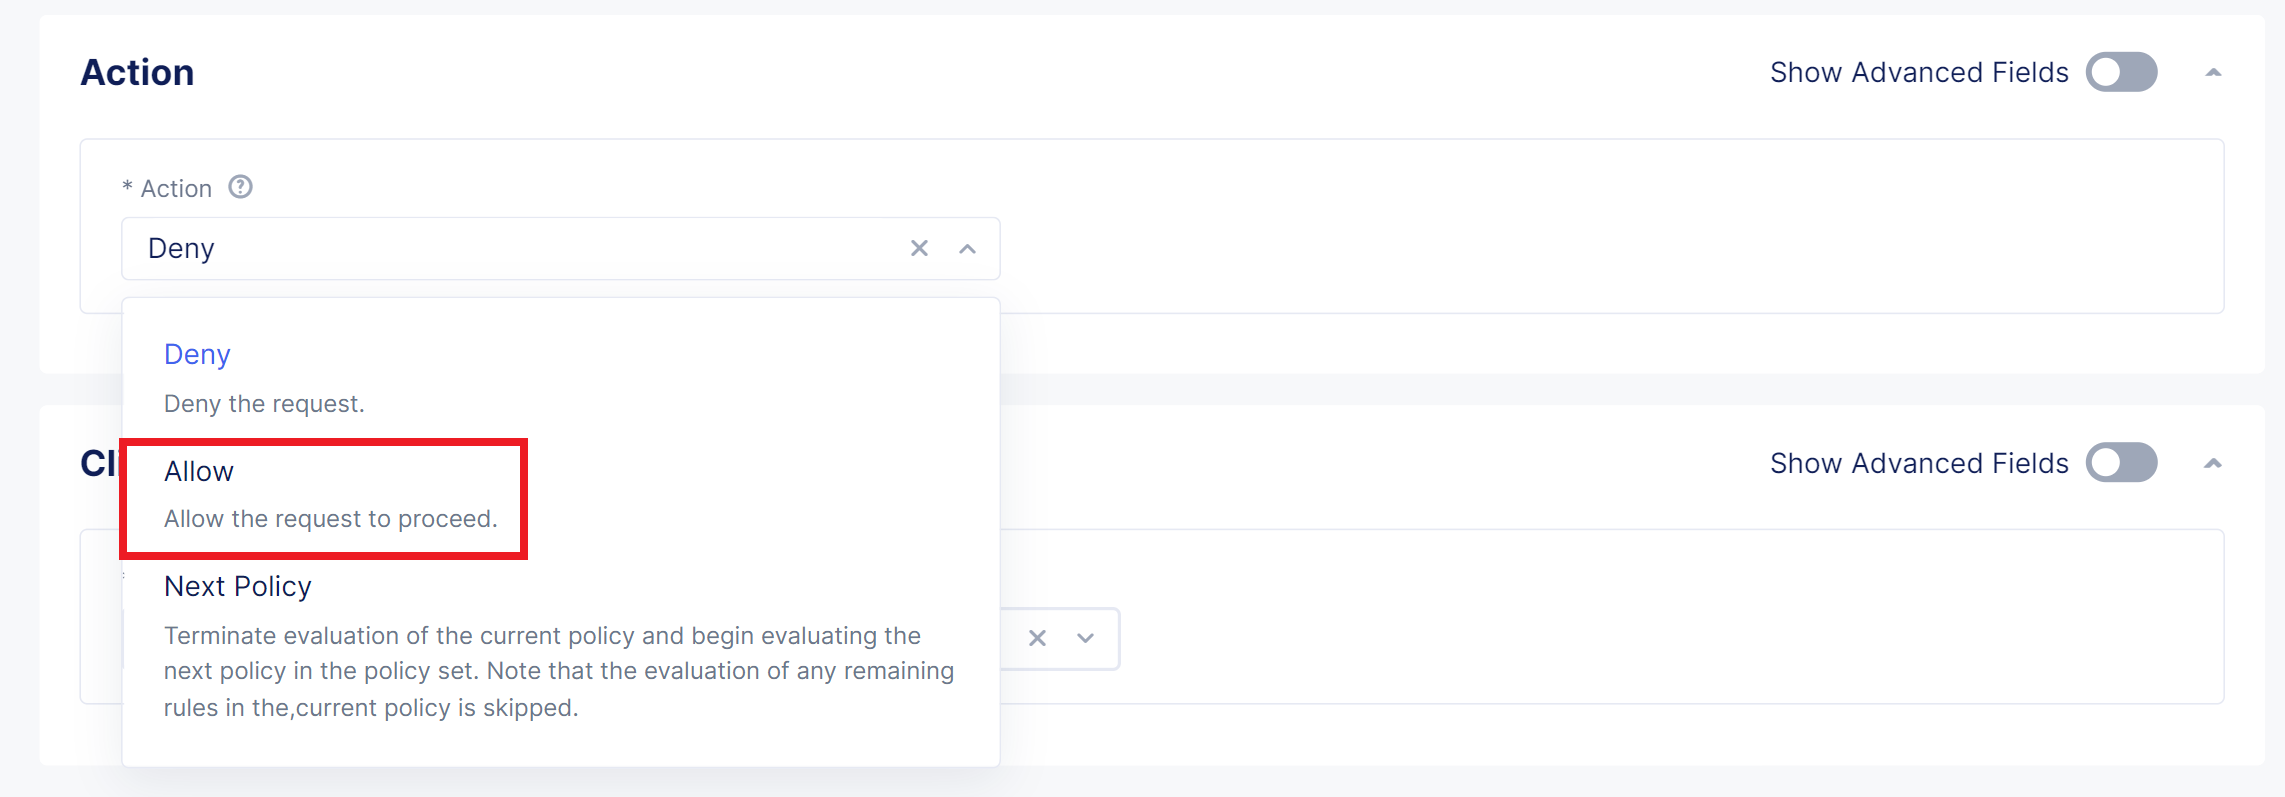 Action
Show Advanced Fields
* Action
Deny
Deny
Deny the request.
Allow
Allow the request to proceed.
Show Advanced Fields
Next Policy
Terminate evaluation of the current policy and begin evaluating the
next policy in the policy set. Note that the evaluation of any remaining
rules in the,current policy is skipped.